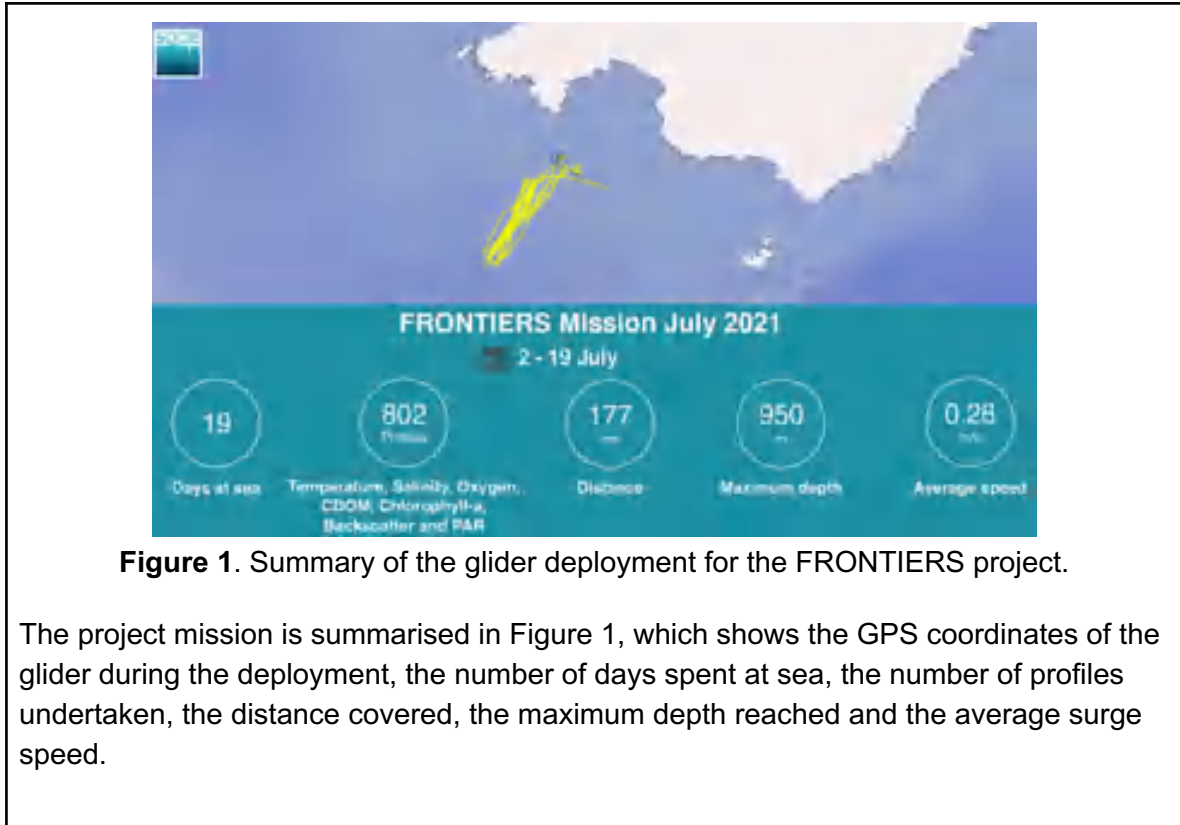 FRONTIERS Mission July 2021
2 - 19 July
19
802
Profiles
177
950
m
0.28
m/s
Days at sea
Temperature, Salinity, Oxygen,
CDOM, Chlorophyll-a,
Backscatter and PAR
Distance
Maximum depth
Average speed
Figure 1. Summary of the glider deployment for the FRONTIERS project.
The project mission is summarised in Figure 1, which shows the GPS coordinates of the
glider during the deployment, the number of days spent at sea, the number of profiles
undertaken, the distance covered, the maximum depth reached and the average surge
speed.